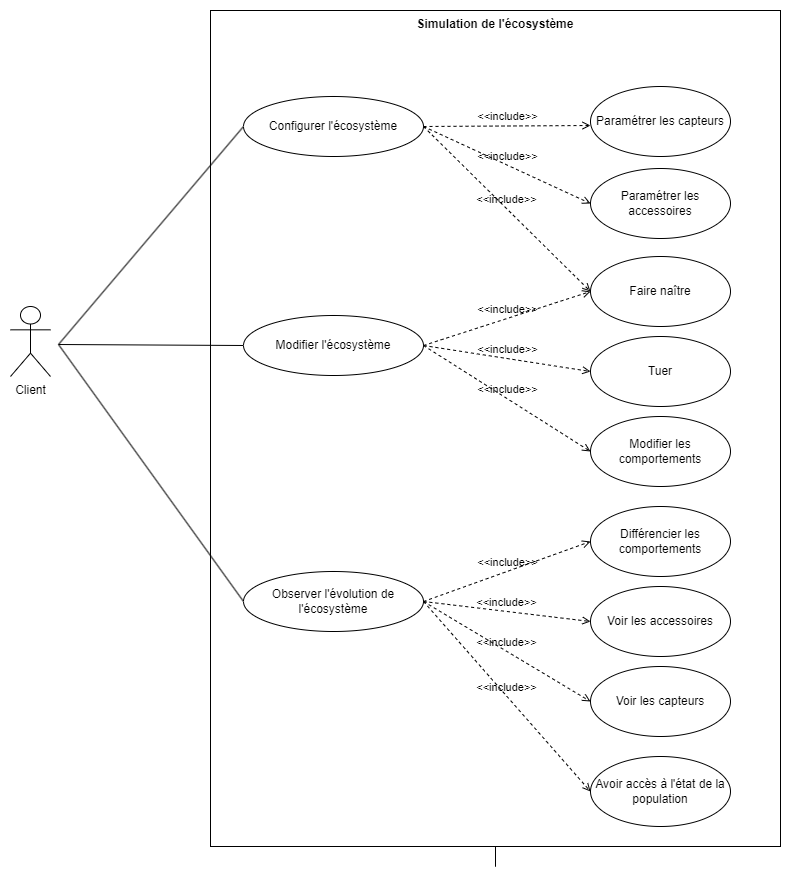 Simulation de l'écosystème
Configurer l'écosystème
<<include>>
Paramétrer les capteurs
<<include>>
Paramétrer les
accessoires
<<include>>
Faire naître
Client
Modifier l'écosystème
<<include>>
<<include>>
Tuer
<<include>>
Modifier les
comportements
Observer l'évolution de
l'écosystème
<<include>>
Différencier les
comportements
<<include>>
Voir les accessoires
<<include>>
Voir les capteurs
<<include>>
Avoir accès à l'état de la
population